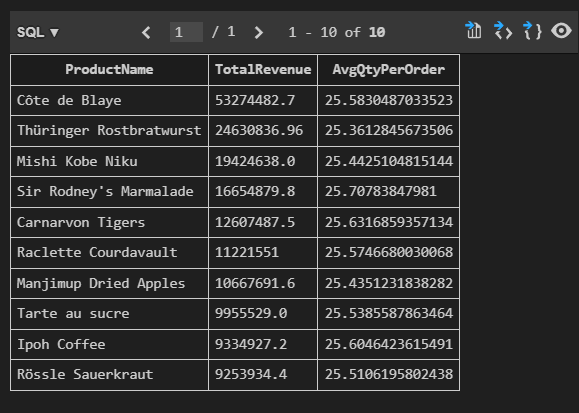 SQL ▼ 1 / 1 1 - 10 of 10
ProductName TotalRevenue AvgQtyPerOrder
Côte de Blaye 53274482.7 25.5830487033523
Thüringer Rostbratwurst 24630836.96 25.3612845673506
Mishi Kobe Niku 19424638.0 25.4425104815144
Sir Rodney's Marmalade 16654879.8 25.70783847981
Carnarvon Tigers 12607487.5 25.6316859357134
Raclette Courdavault 11221551 25.5746680030068
Manjimup Dried Apples 10667691.6 25.4351231838282
Tarte au sucre 9955529.0 25.5385587863464
Ipoh Coffee 9334927.2 25.6046423615491
Rössle Sauerkraut 9253934.4 25.5106195802438